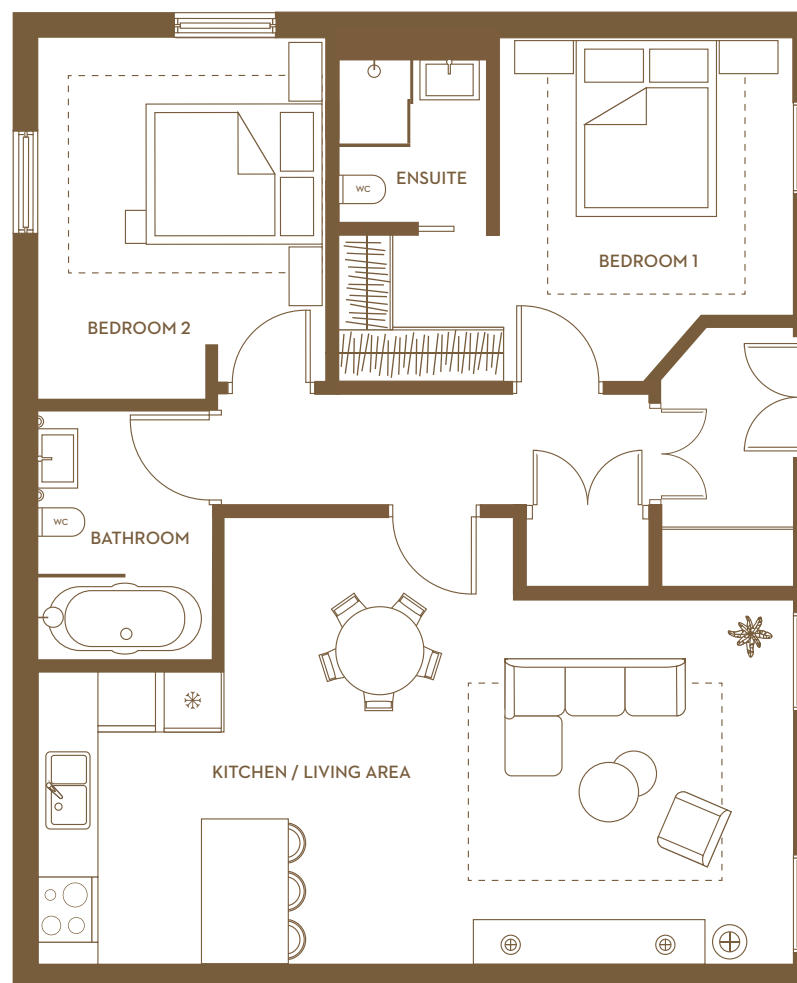 ENSUITE
WC
BEDROOM 1
BEDROOM 2
WC
BATHROOM
KITCHEN / LIVING AREA